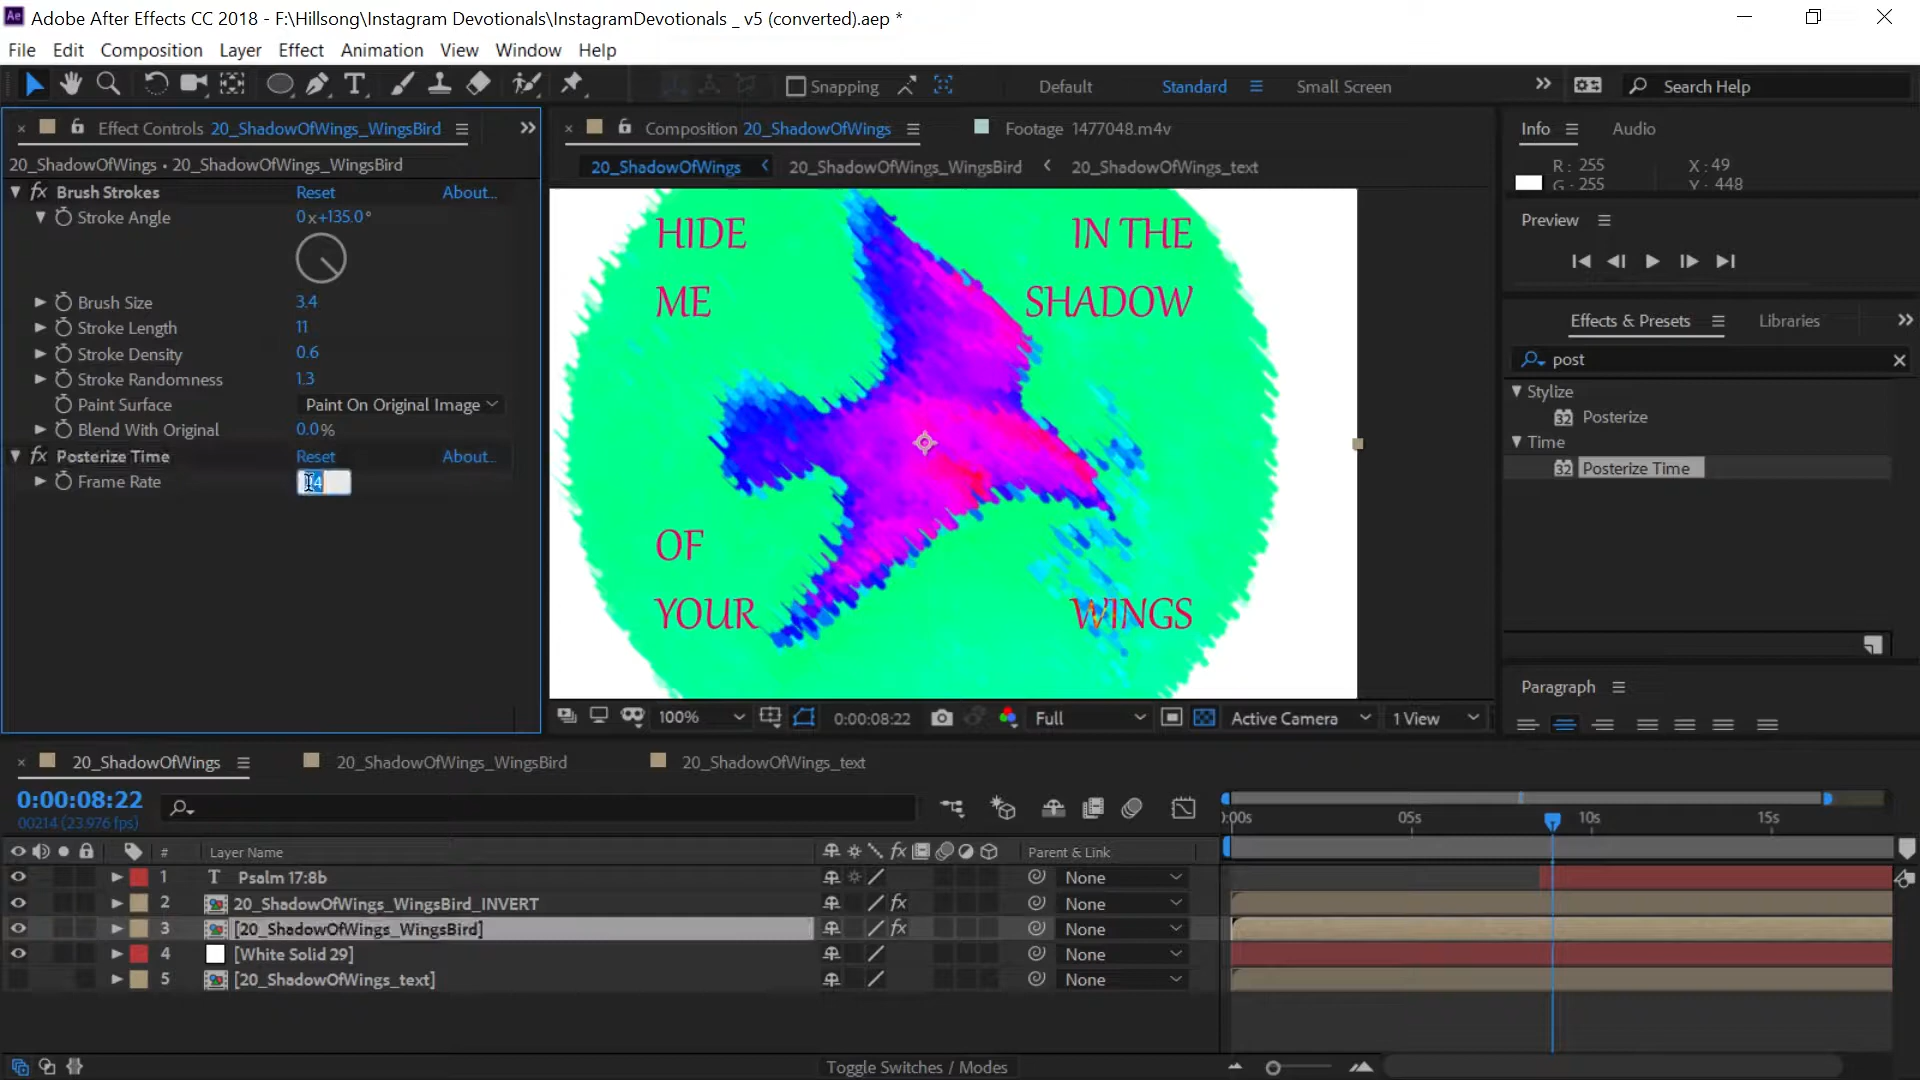 Ae Adobe After Effects CC 2018 - F:\Hillsong\Instagram Devotionals\InstagramDevotionals _ v5 (converted).aep *
File Edit Composition Layer Effect Animation View Window Help
Snapping Default Standard Small Screen Search Help
Effect Controls 20_ShadowOfWings_WingsBird
20_ShadowOfWings • 20_ShadowOfWings_WingsBird
fx Brush Strokes Reset About...
Stroke Angle 0x+135.0°
Brush Size 3.4
Stroke Length 11
Stroke Density 0.6
Stroke Randomness 1.3
Paint Surface Paint On Original Image
Blend With Original 0.0%
fx Posterize Time Reset About...
Frame Rate
Composition 20_ShadowOfWings Footage 1477048.m4v
20_ShadowOfWings 20_ShadowOfWings_WingsBird 20_ShadowOfWings_text
HIDE IN THE
ME SHADOW
OF
YOUR WINGS
100% 0:00:08:22 Full Active Camera 1 View
Info Audio
R: 255 X: 49
G: 255 Y: 448
Preview
Effects & Presets Libraries
post
Stylize
32 Posterize
Time
32 Posterize Time
Paragraph
20_ShadowOfWings 20_ShadowOfWings_WingsBird 20_ShadowOfWings_text
0:00:08:22
00214 (23.976 fps)
):00s 05s 10s 15s
# Layer Name fx Parent & Link
1 T Psalm 17:8b None
2 20_ShadowOfWings_WingsBird_INVERT fx None
3 [20_ShadowOfWings_WingsBird] fx None
4 [White Solid 29] None
5 [20_ShadowOfWings_text] None
Toggle Switches / Modes